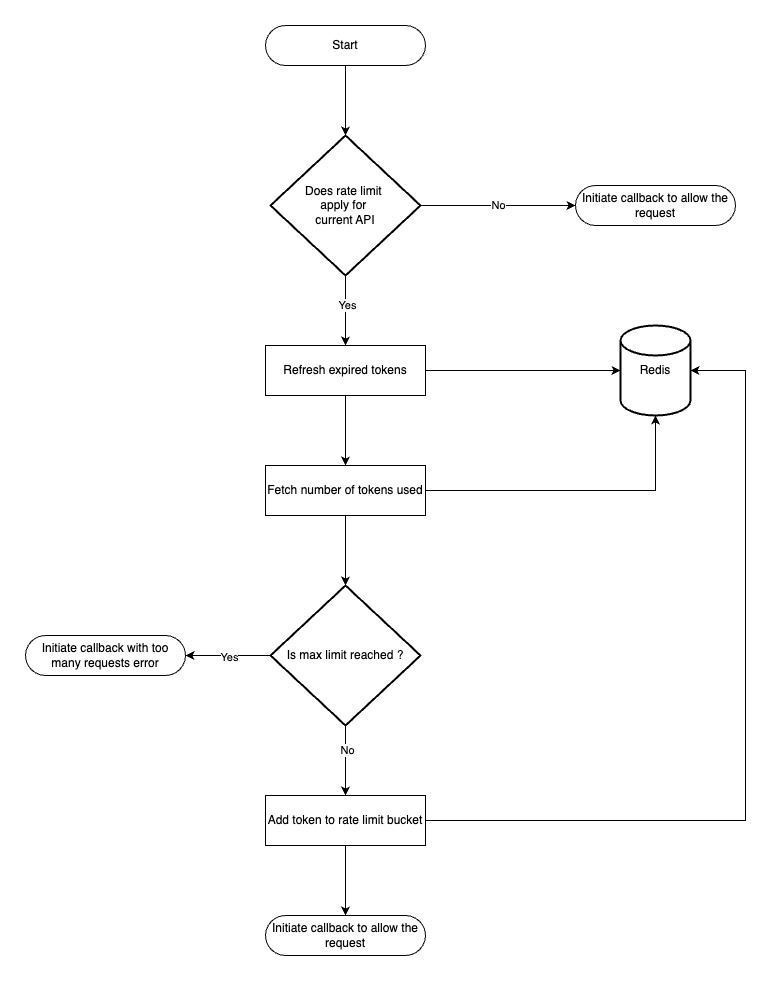 Start
Does rate limit
apply for
current API
No
Initiate callback to allow the
request
Yes
Refresh expired tokens
Redis
Fetch number of tokens used
Is max limit reached ?
Yes
Initiate callback with too
many requests error
No
Add token to rate limit bucket
Initiate callback to allow the
request